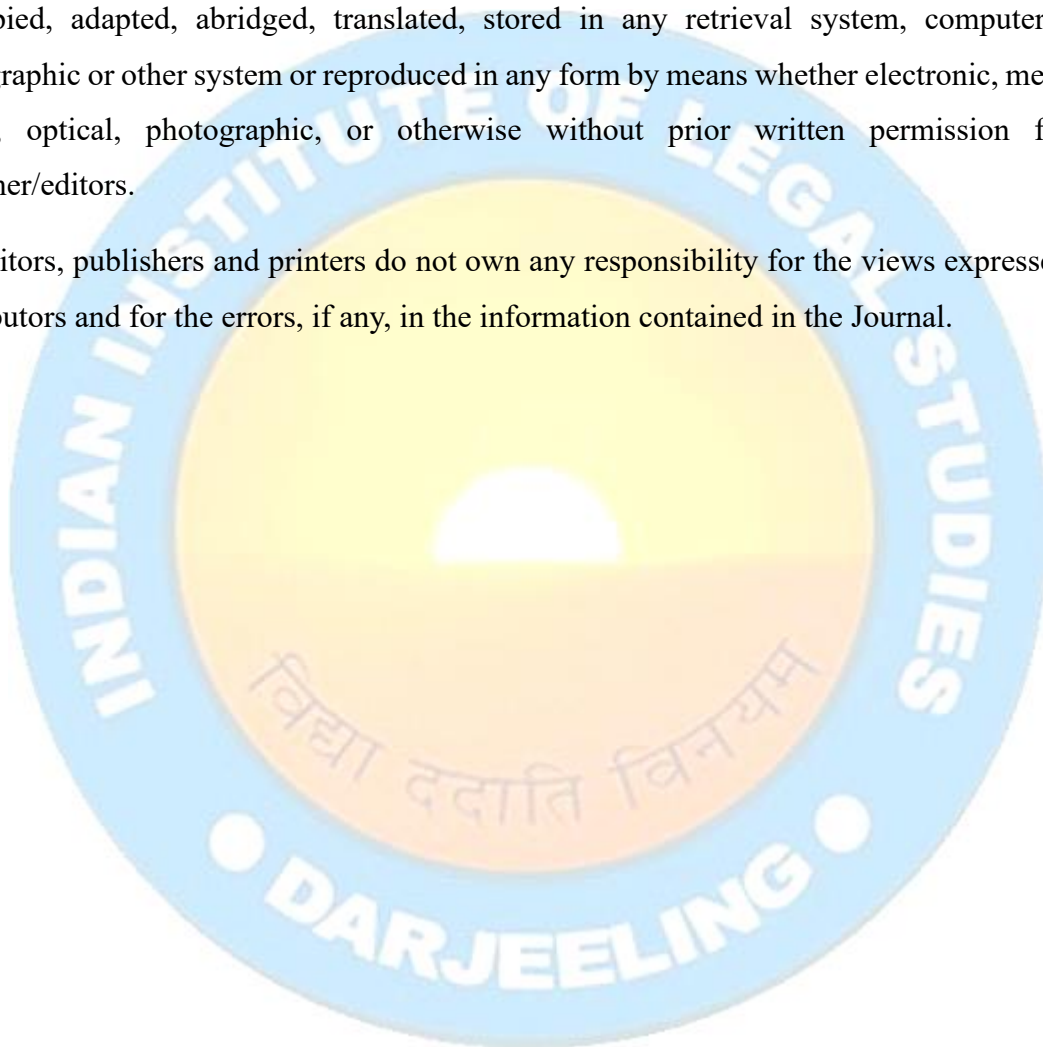 pied, adapted, abridged, translated, stored in any retrieval system, computer
graphic or other system or reproduced in any form by means whether electronic, me
, optical, photographic, or otherwise without prior written permission f
her/editors.
itors, publishers and printers do not own any responsibility for the views express
butors and for the errors, if any, in the information contained in the Journal.
INDIAN INSTITUTE OF LEGAL STUDIES
विद्या ददाति विनयम
DARJEELING